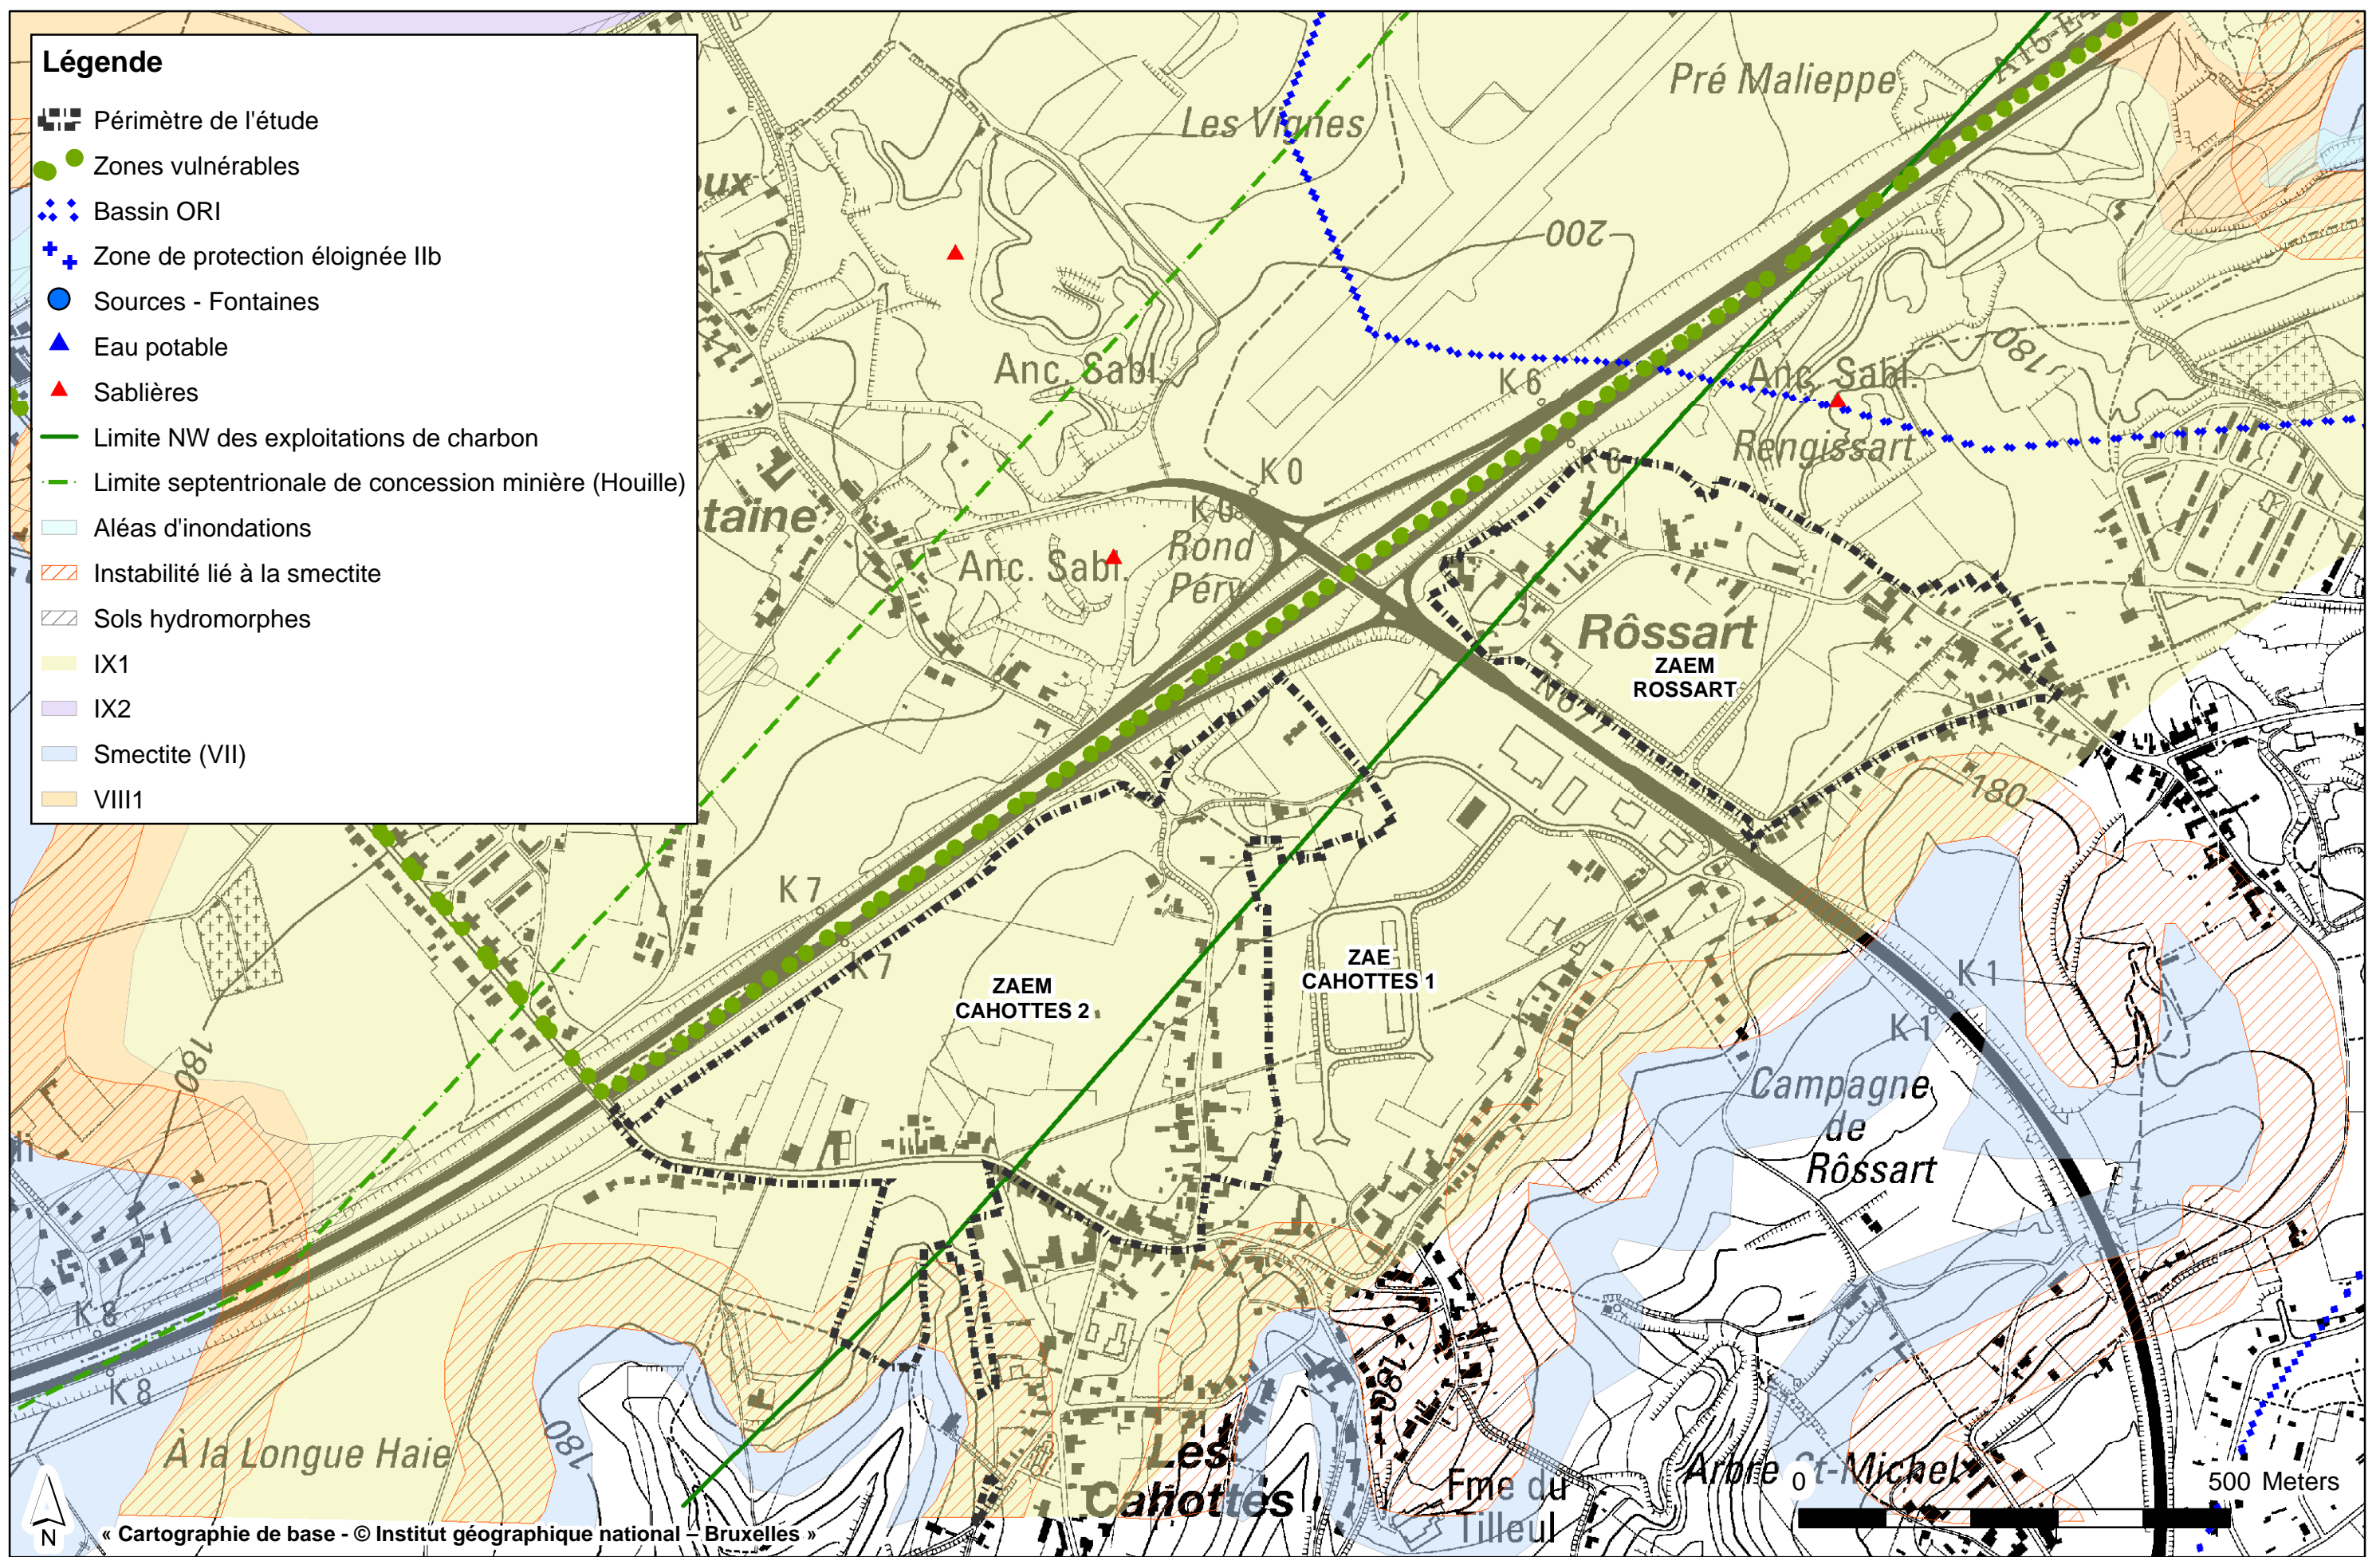 Légende
Périmètre de l'étude
Zones vulnérables
Bassin ORI
Zone de protection éloignée IIb
Sources - Fontaines
Eau potable
Sablières
Limite NW des exploitations de charbon
Limite septentrionale de concession minière (Houille)
Aléas d'inondations
Instabilité lié à la smectite
Sols hydromorphes
IX1
IX2
Smectite (VII)
VIII1
Pré Malieppe
Les Vignes
oux
200
Anc. Sabl.
K 6
Anc. Sabl.
180
Rengissart
K 6
K 0
K 0
taine
Rond
Péry
Anc. Sabl.
Rôssart
ZAEM
ROSSART
N67
180
K 7
K 7
ZAE
CAHOTTES 1
ZAEM
CAHOTTES 2
K 1
K 1
180
Campagne
de
Rôssart
K 8
K 8
180
À la Longue Haie
180
Les
Cahottes
Fme du
Tilleul
Arbre St-Michel
0
500 Meters
N
« Cartographie de base - © Institut géographique national – Bruxelles »